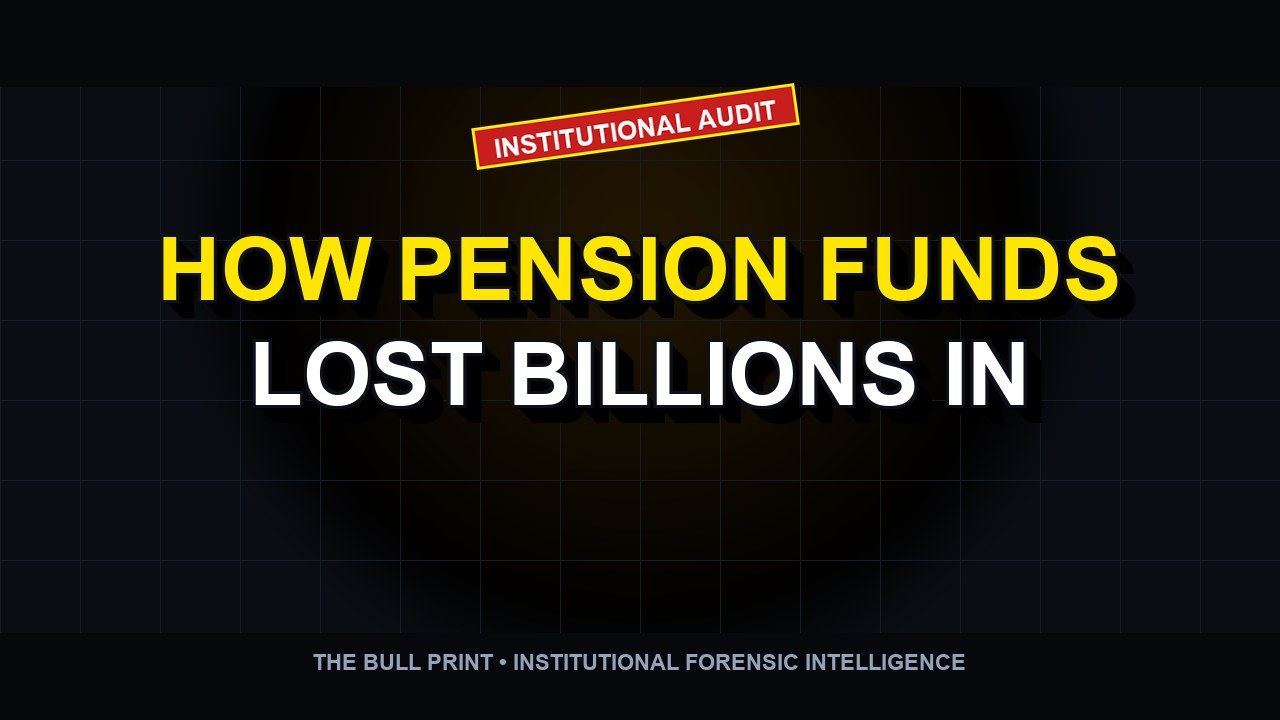 INSTITUTIONAL AUDIT
HOW PENSION FUNDS
LOST BILLIONS IN
THE BULL PRINT • INSTITUTIONAL FORENSIC INTELLIGENCE